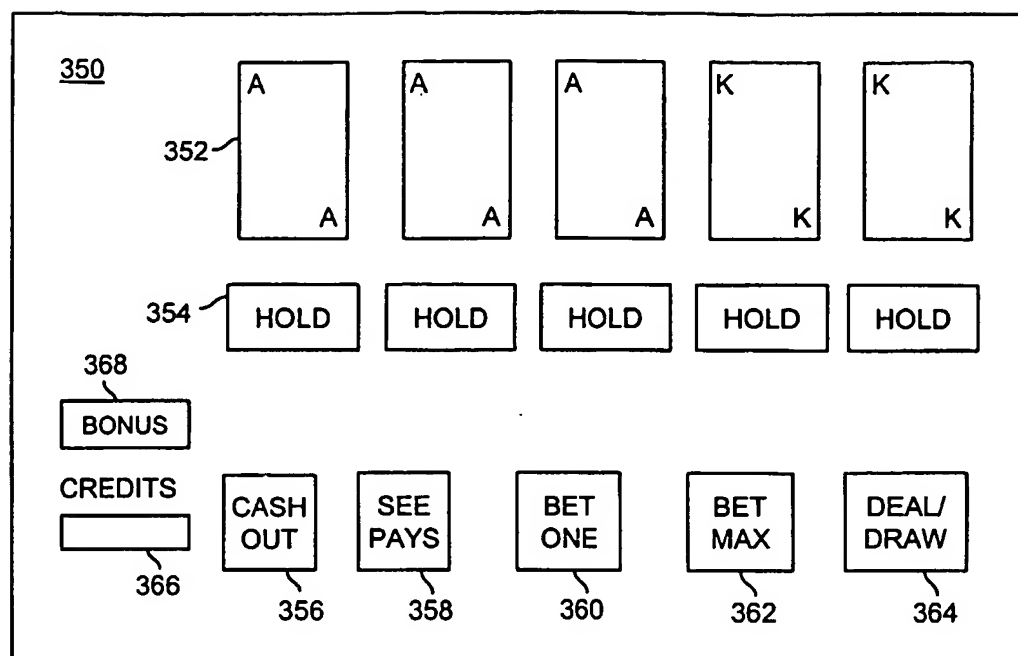 350
A A A K K
352
A A A K K
354
HOLD HOLD HOLD HOLD HOLD
368
BONUS
CREDITS
366
CASH
OUT
356
SEE
PAYS
358
BET
ONE
360
BET
MAX
362
DEAL/
DRAW
364